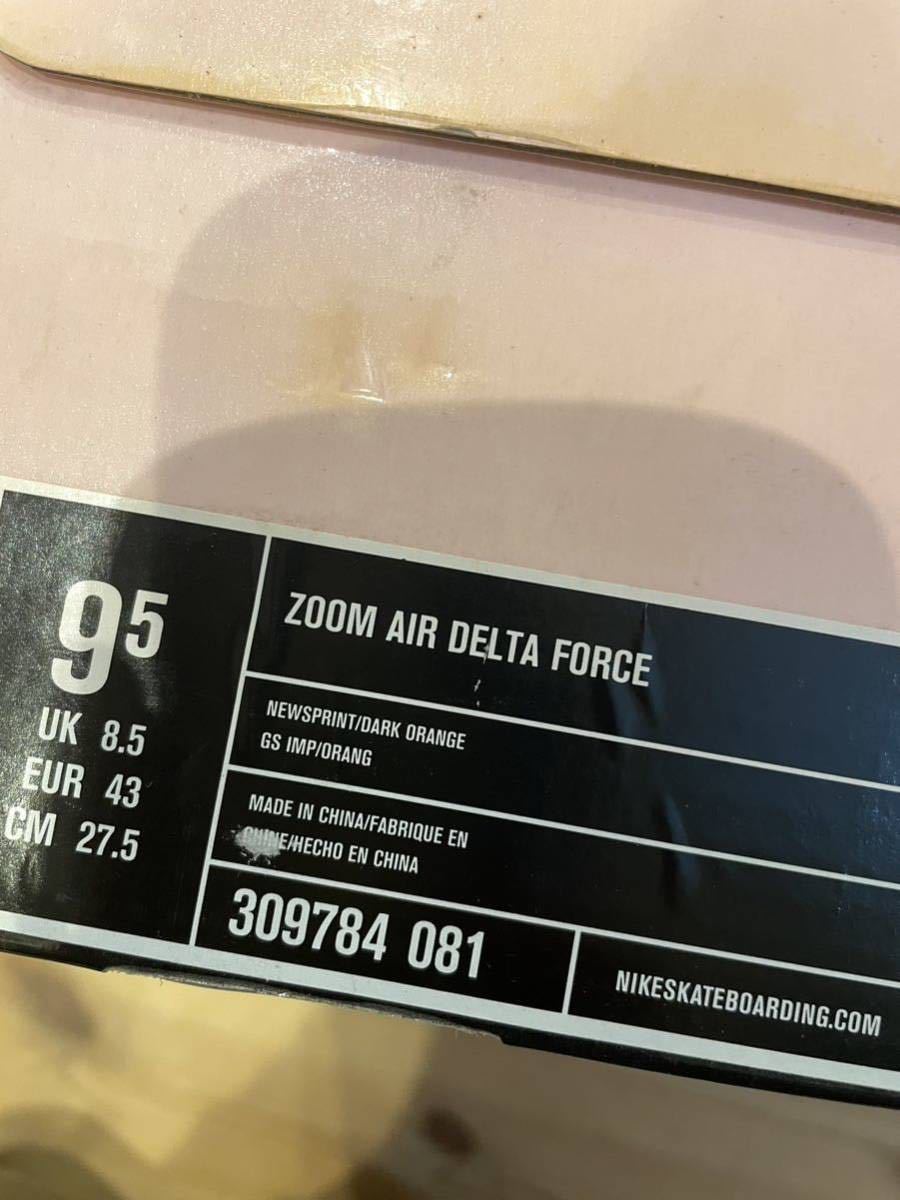 9 5
UK 8.5
EUR 43
CM 27.5
ZOOM AIR DELTA FORCE
NEWSPRINT/DARK ORANGE
GS IMP/ORANG
MADE IN CHINA/FABRIQUE EN
CHINE/HECHO EN CHINA
309784 081
NIKESKATEBOARDING.COM